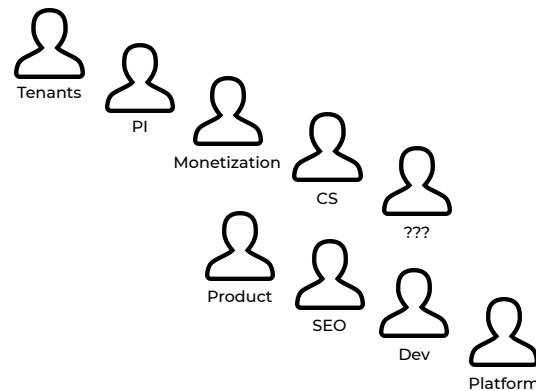 Tenants
PI
Monetization
CS
???
Product
SEO
Dev
Platform